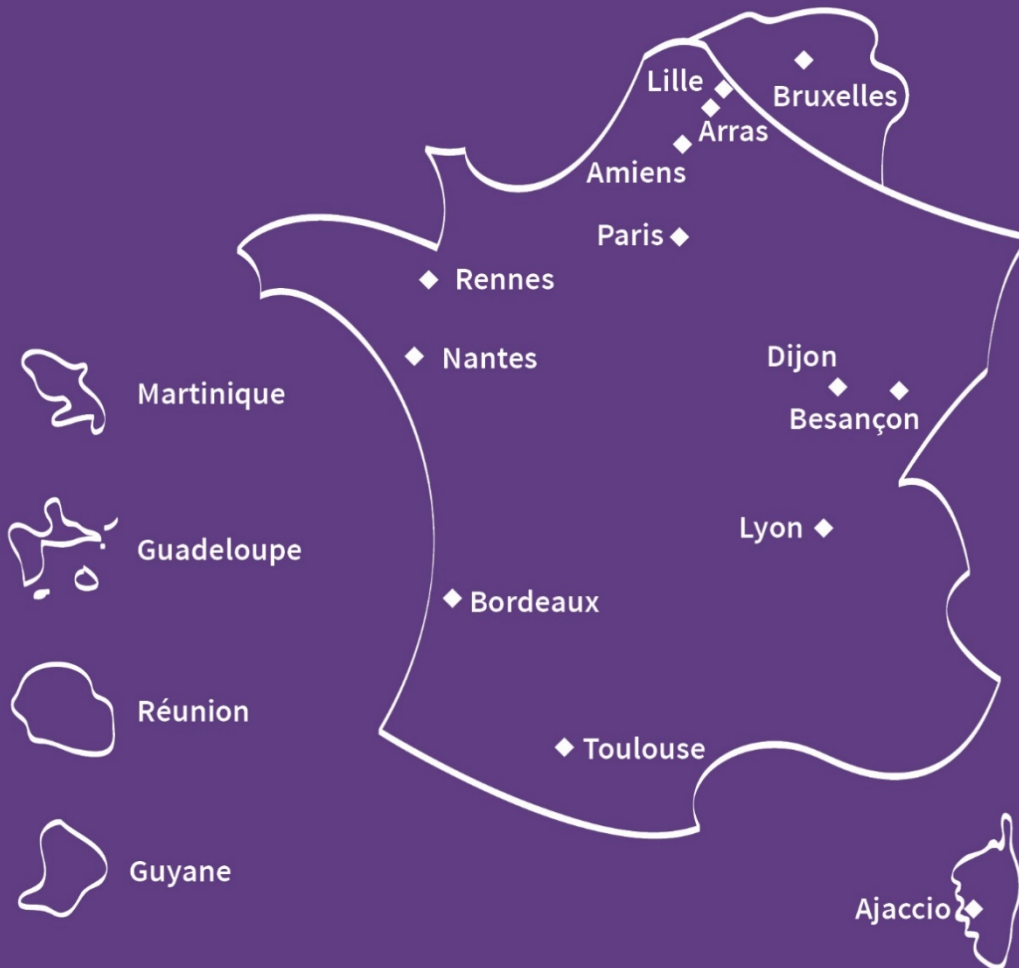 Lille
Bruxelles
Arras
Amiens
Paris
Rennes
Nantes
Dijon
Martinique
Besançon
Lyon
Guadeloupe
Bordeaux
Réunion
Toulouse
Guyane
Ajaccio